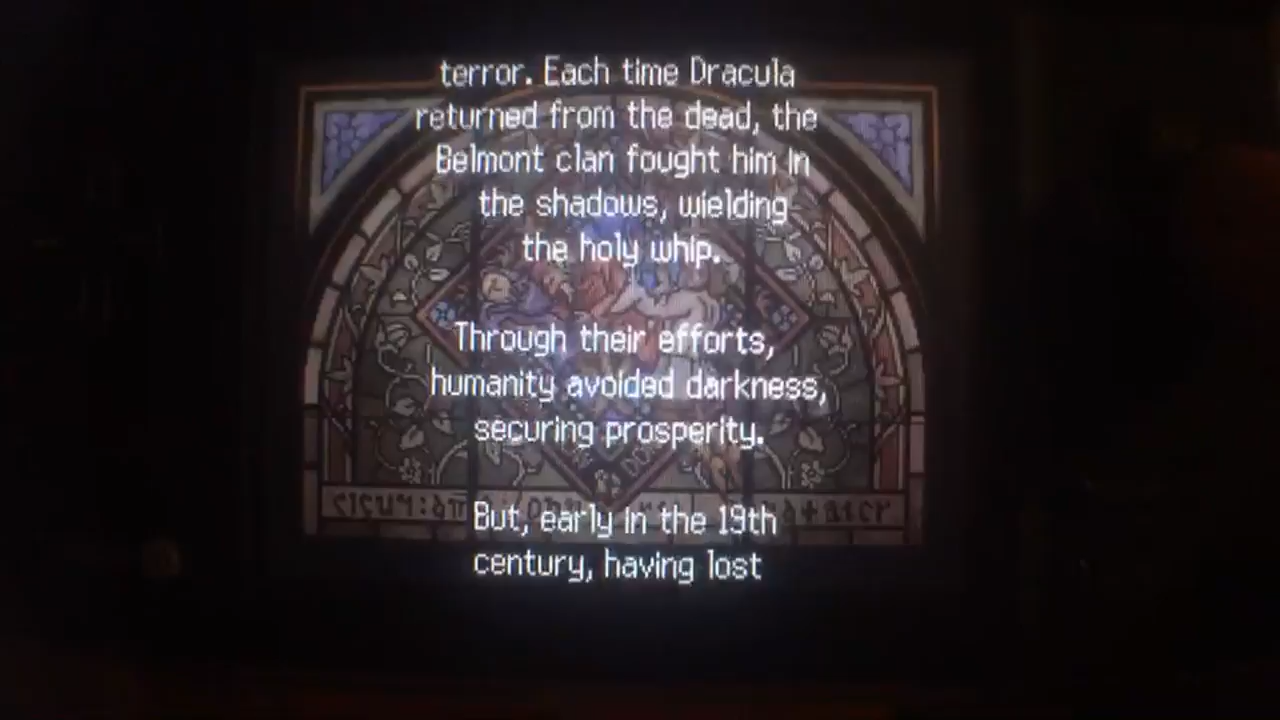 terror. Each time Dracula
returned from the dead, the
Belmont clan fought him in
the shadows, wielding
the holy whip.
Through their efforts,
humanity avoided darkness,
securing prosperity.
But, early in the 19th
century, having lost